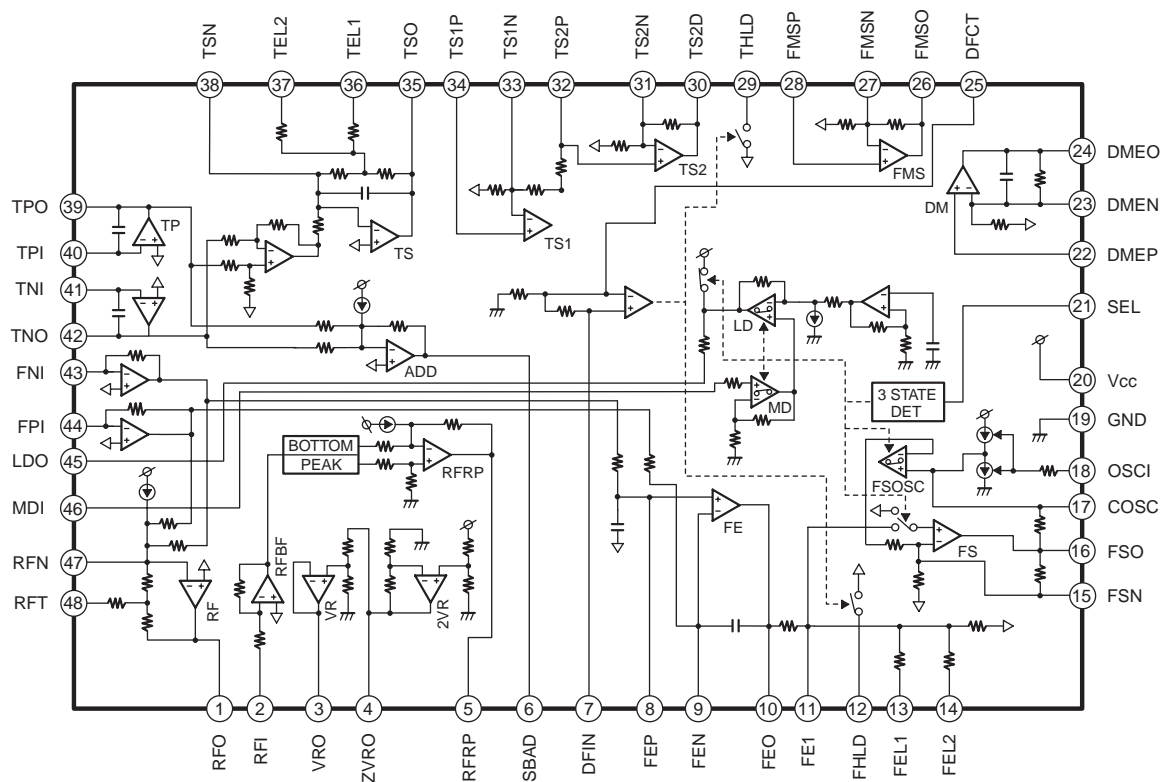 TSN
TEL2
TEL1
TSO
TS1P
TS1N
TS2P
TS2N
TS2D
THLD
FMSP
FMSN
FMSO
DFCT
38
37
36
35
34
33
32
31
30
29
28
27
26
25
TPO
39
TPI
40
TNI
41
TNO
42
FNI
43
FPI
44
LDO
45
MDI
46
RFN
47
RFT
48
24
DMEO
23
DMEN
22
DMEP
21
SEL
20
Vcc
19
GND
18
OSCI
17
COSC
16
FSO
15
FSN
TP
TS
TS1
TS2
FMS
DM
ADD
LD
MD
3 STATE
DET
BOTTOM
PEAK
RFRP
FSOSC
FE
FS
RF
RFBF
VR
2VR
1
2
3
4
5
6
7
8
9
10
11
12
13
14
RFO
RFI
VRO
ZVRO
RFRP
SBAD
DFIN
FEP
FEN
FEO
FE1
FHLD
FEL1
FEL2